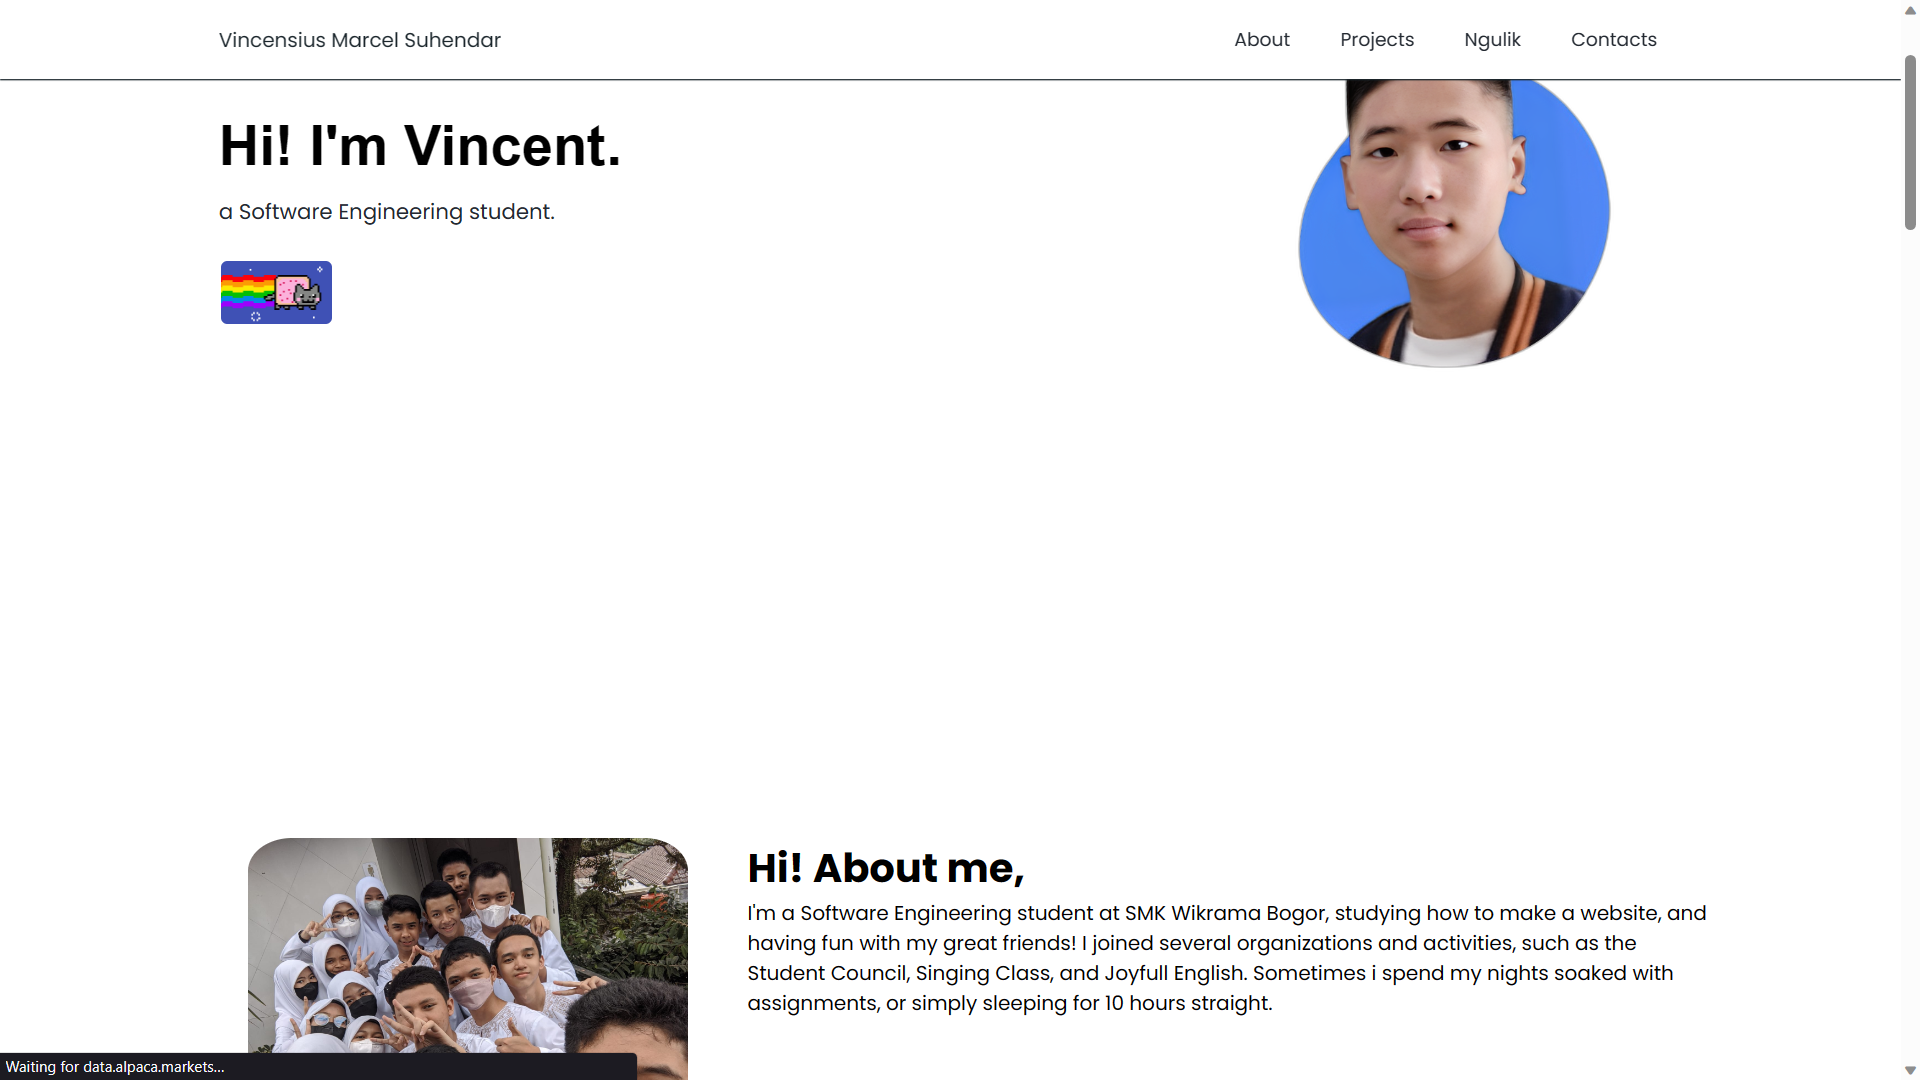 Vincensius Marcel Suhendar
About
Projects
Ngulik
Contacts
Hi! I'm Vincent.
a Software Engineering student.
Hi! About me,
I'm a Software Engineering student at SMK Wikrama Bogor, studying how to make a website, and
having fun with my great friends! I joined several organizations and activities, such as the
Student Council, Singing Class, and Joyfull English. Sometimes i spend my nights soaked with
assignments, or simply sleeping for 10 hours straight.
Waiting for data.alpaca.markets...